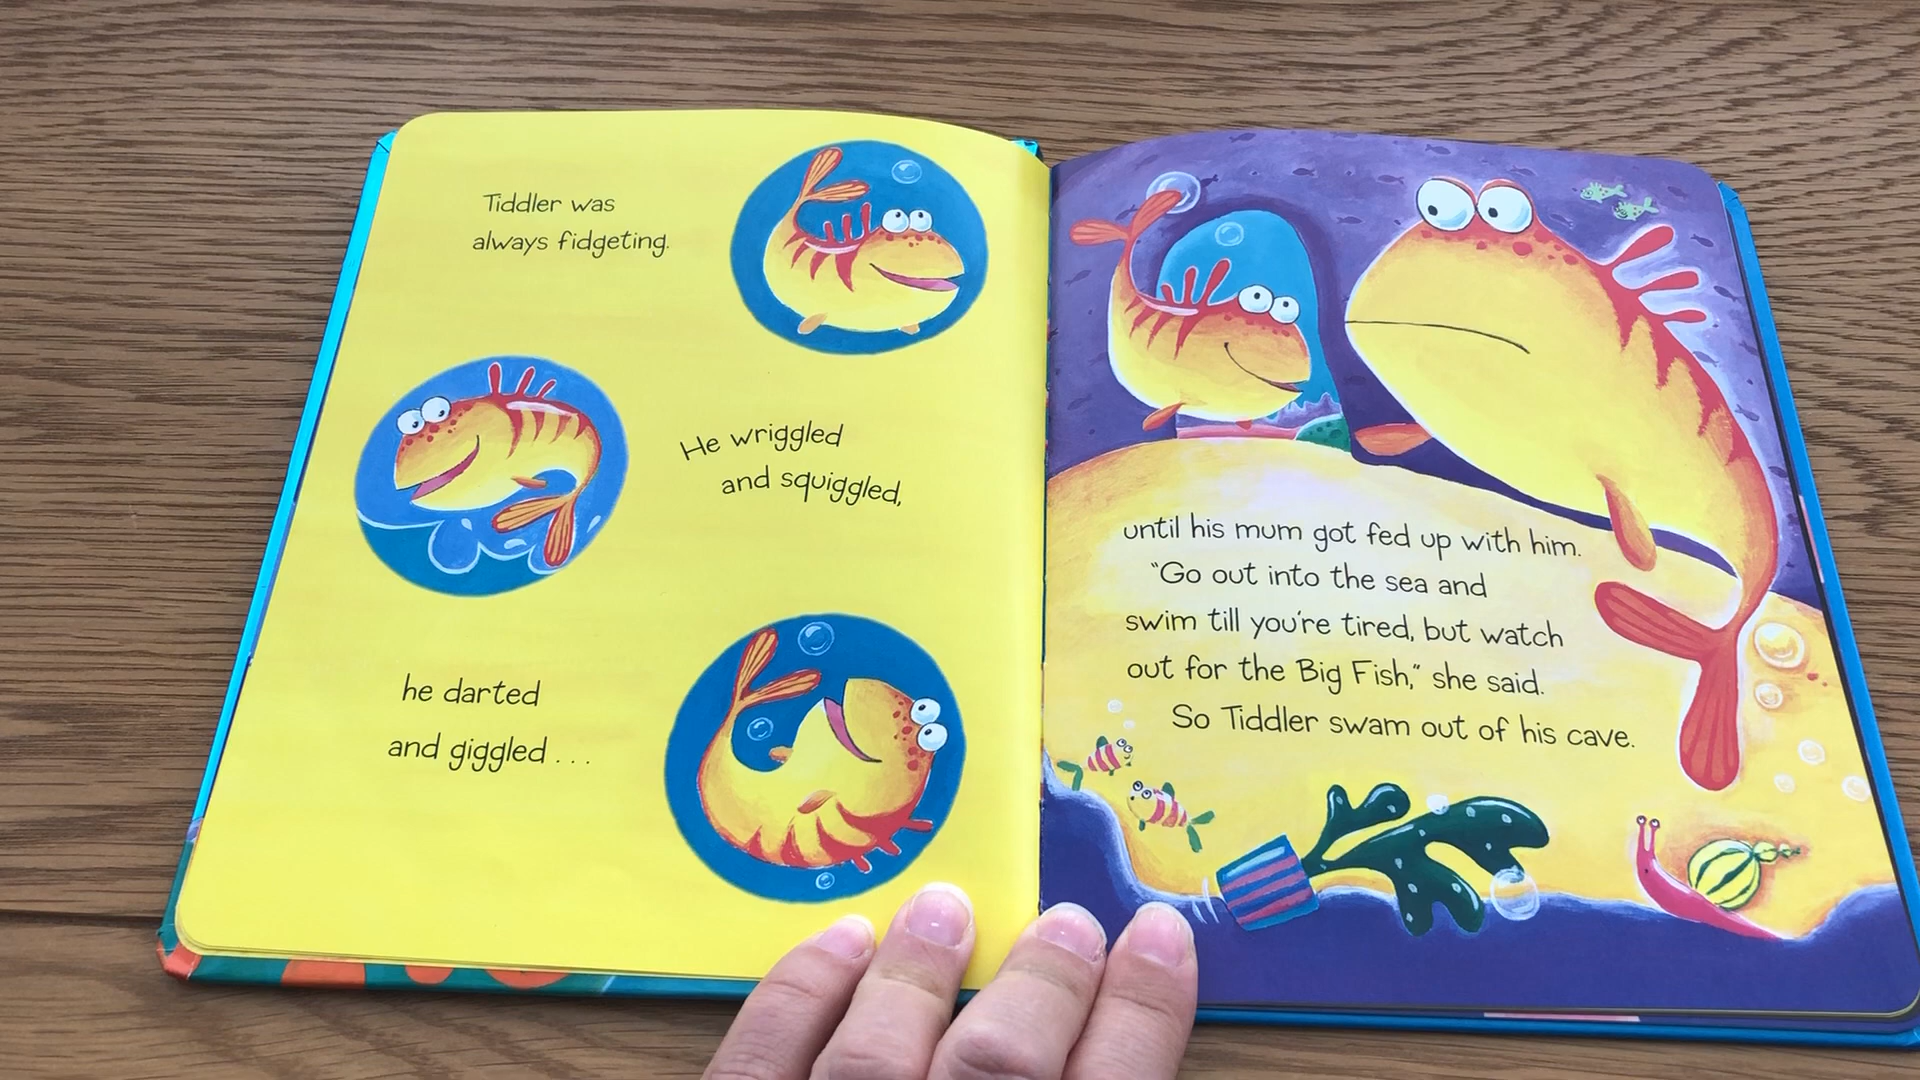 Tiddler was
always fidgeting.
He wriggled
and squiggled,
he darted
and giggled . . .
until his mum got fed up with him.
“Go out into the sea and
swim till you're tired, but watch
out for the Big Fish,” she said.
So Tiddler swam out of his cave.